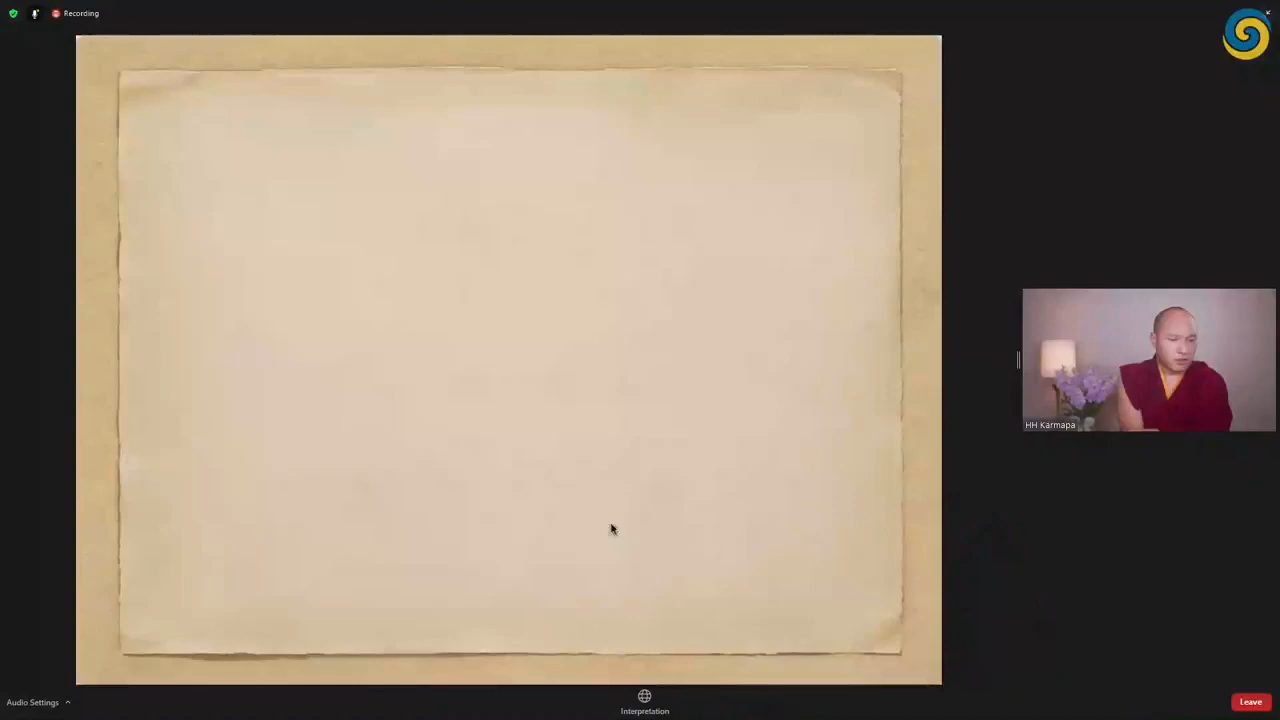 Recording
HH Karmapa
Audio Settings
Interpretation
Leave